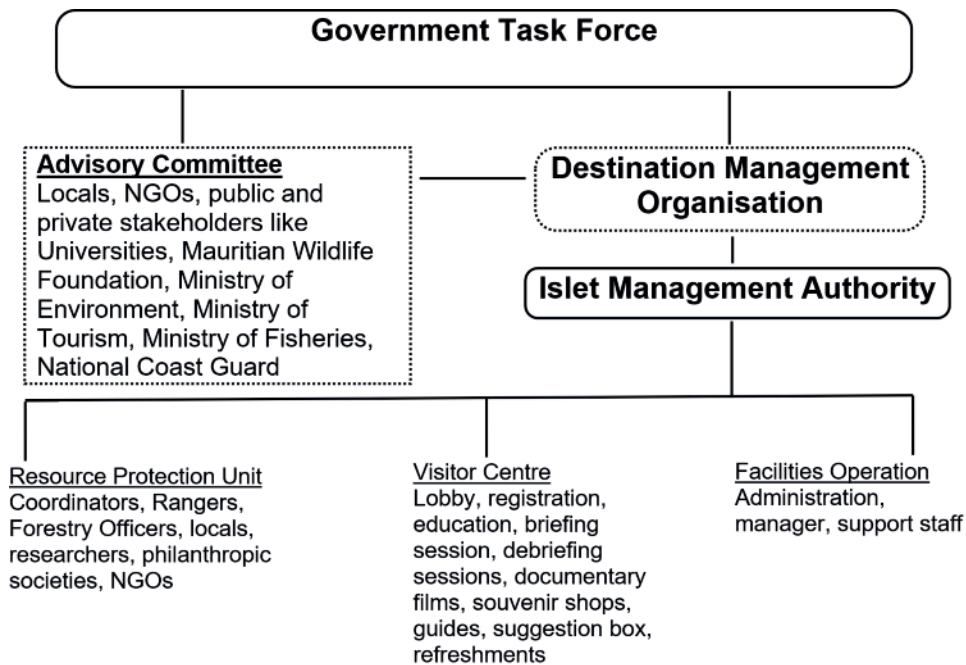 Government Task Force
Advisory Committee
Locals, NGOs, public and
private stakeholders like
Universities, Mauritian Wildlife
Foundation, Ministry of
Environment, Ministry of
Tourism, Ministry of Fisheries,
National Coast Guard
Destination Management
Organisation
Islet Management Authority
Resource Protection Unit
Coordinators, Rangers,
Forestry Officers, locals,
researchers, philanthropic
societies, NGOs
Visitor Centre
Lobby, registration,
education, briefing
session, debriefing
sessions, documentary
films, souvenir shops,
guides, suggestion box,
refreshments
Facilities Operation
Administration,
manager, support staff